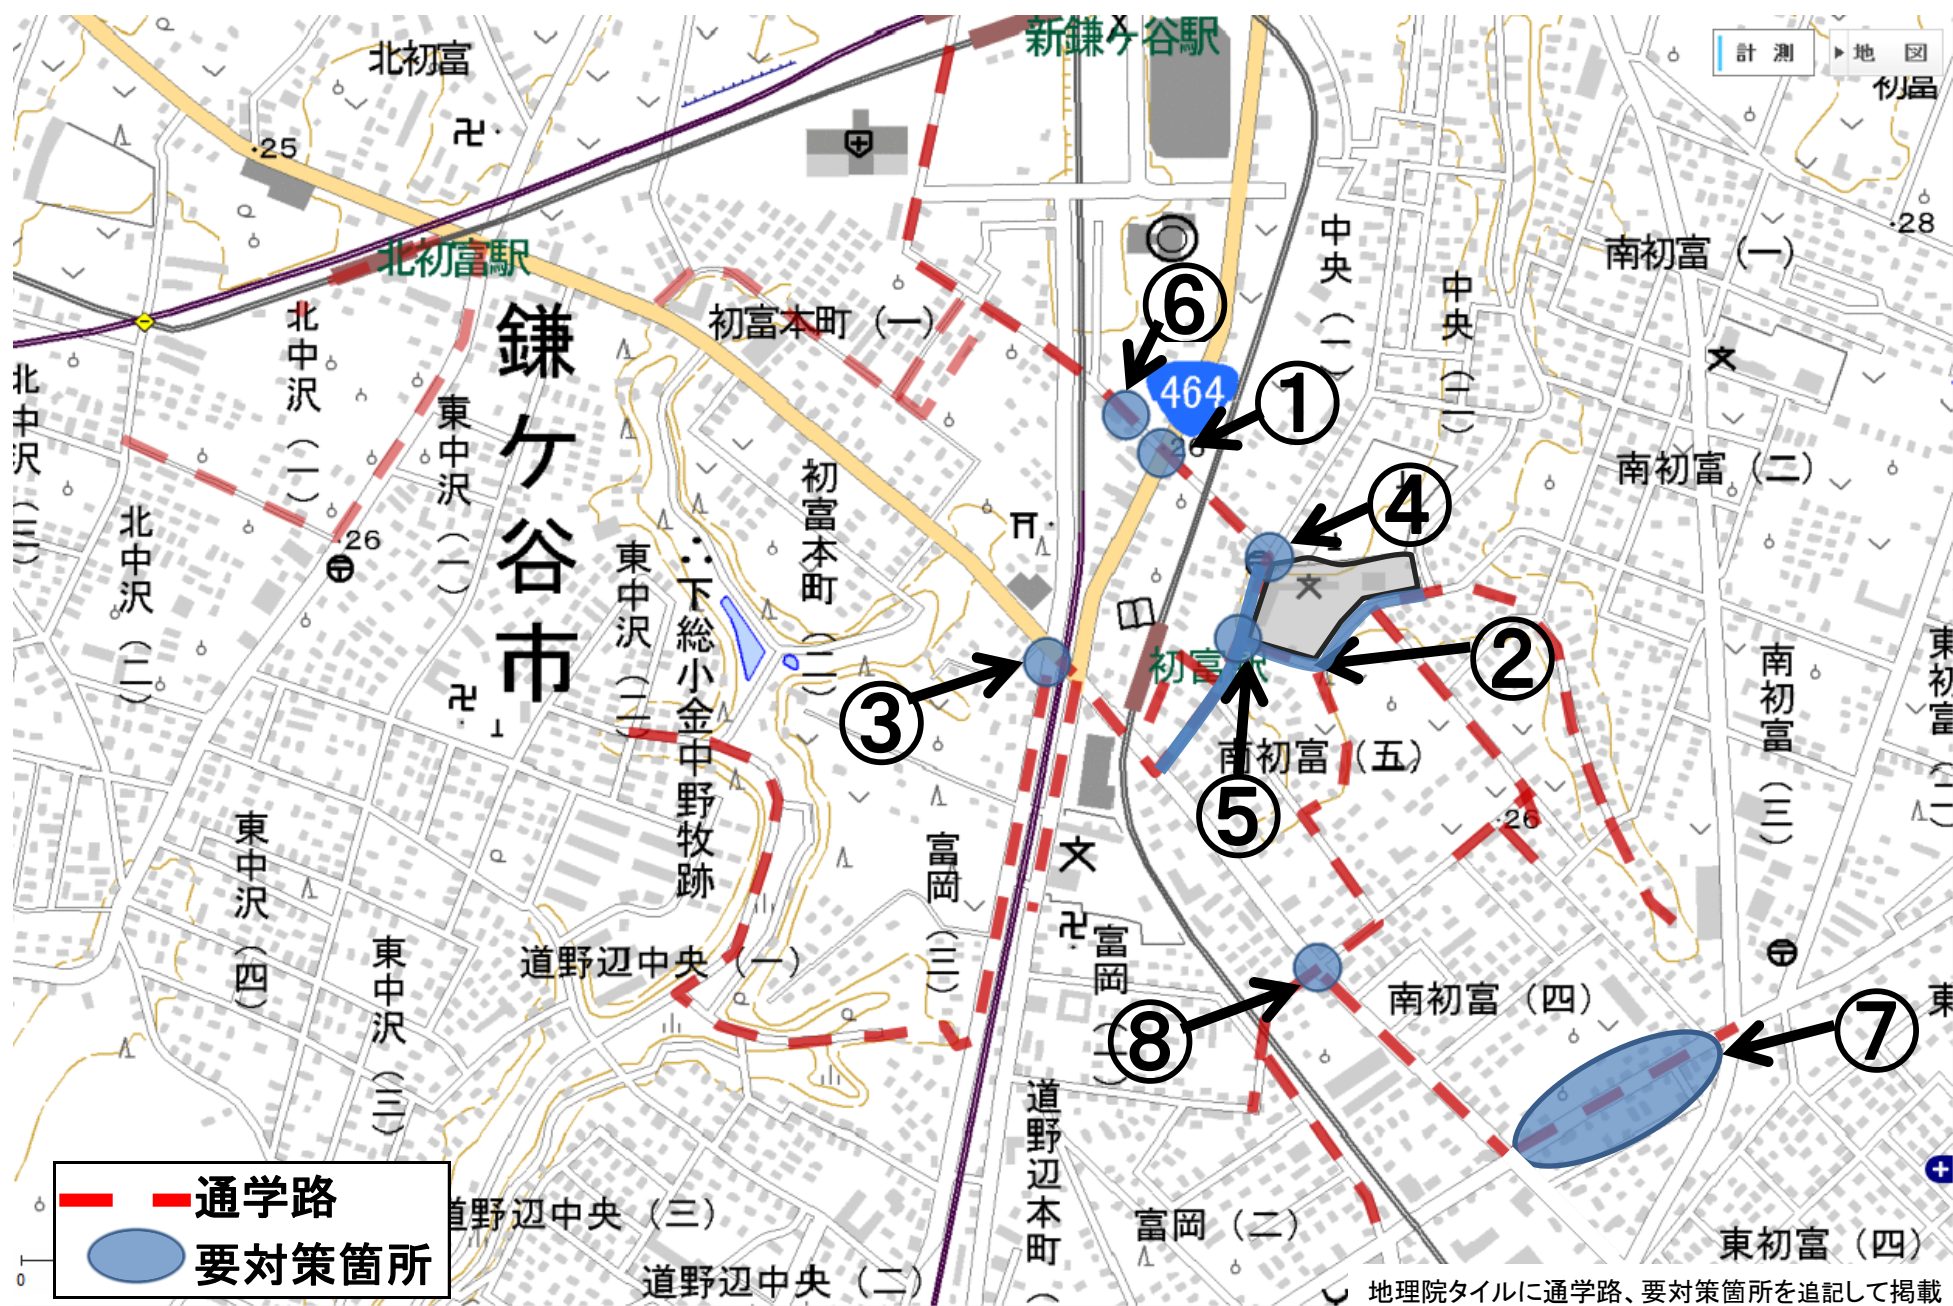 新鎌ケ谷駅
計 測
地 図
北初富
初富
・25
・28
北初富駅
中央（一）
南初富（一）
中央（二）
初富本町（一）
⑥
北中沢（一）
鎌ケ谷市
464
①
北中沢（三）
東中沢（一）
26
南初富（二）
初富本町（二）
④
北中沢（二）
・26
東中沢（二）
∴下総小金中野牧跡
②
初富駅
南初富（三）
東初富（二）
③
南初富（五）
⑤
・26
東中沢（四）
富岡（三）
東中沢（三）
道野辺中央（一）
富岡（一）
南初富（四）
⑦
⑧
道野辺本町（
通学路
道野辺中央（三）
富岡（二）
東初富（四）
要対策箇所
0
道野辺中央（二）
地理院タイルに通学路、要対策箇所を追記して掲載